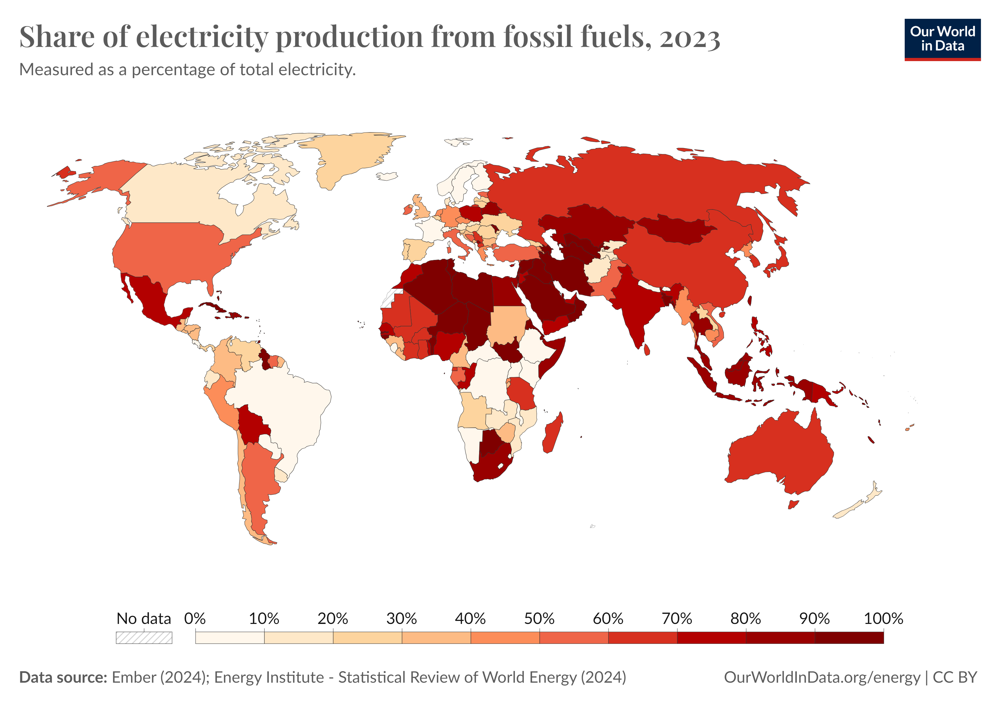 Share of electricity production from fossil fuels, 2023
Our World
in Data
Measured as a percentage of total electricity.
No data 0% 10% 20% 30% 40% 50% 60% 70% 80% 90% 100%
Data source: Ember (2024); Energy Institute - Statistical Review of World Energy (2024)
OurWorldInData.org/energy | CC BY